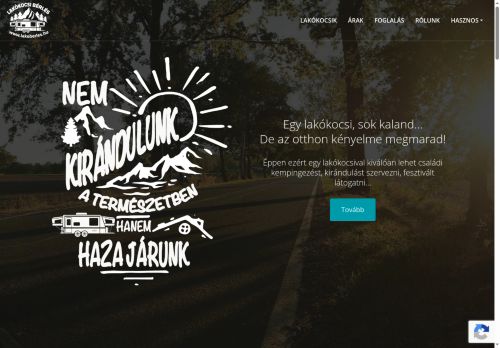 LAKÓKOCSI BÉRLÉS
www.lakoberles.hu
LAKÓKOCSIK ÁRAK FOGLALÁS RÓLUNK HASZNOS
NEM
KIRÁNDULUNK
A TERMÉSZETBEN
HANEM
HAZAJÁRUNK
Egy lakókocsi, sok kaland...
De az otthon kényelme megmarad!
Éppen ezért egy lakókocsival kiválóan lehet családi
kempingezést, kirándulást szervezni, fesztivált
látogatni...
Tovább